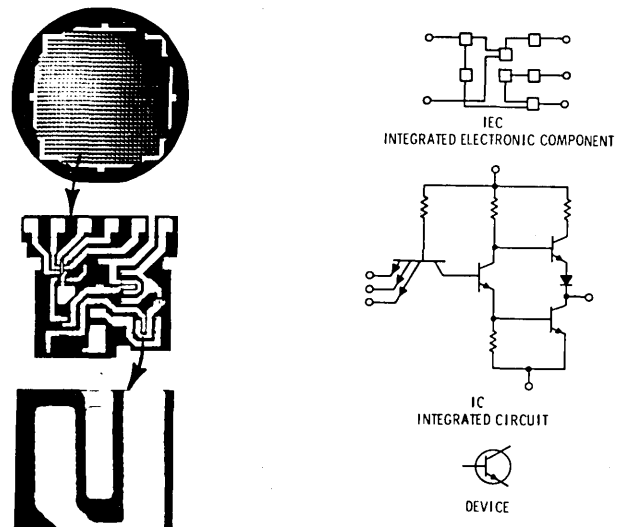 IEC
INTEGRATED ELECTRONIC COMPONENT
IC
INTEGRATED CIRCUIT
DEVICE